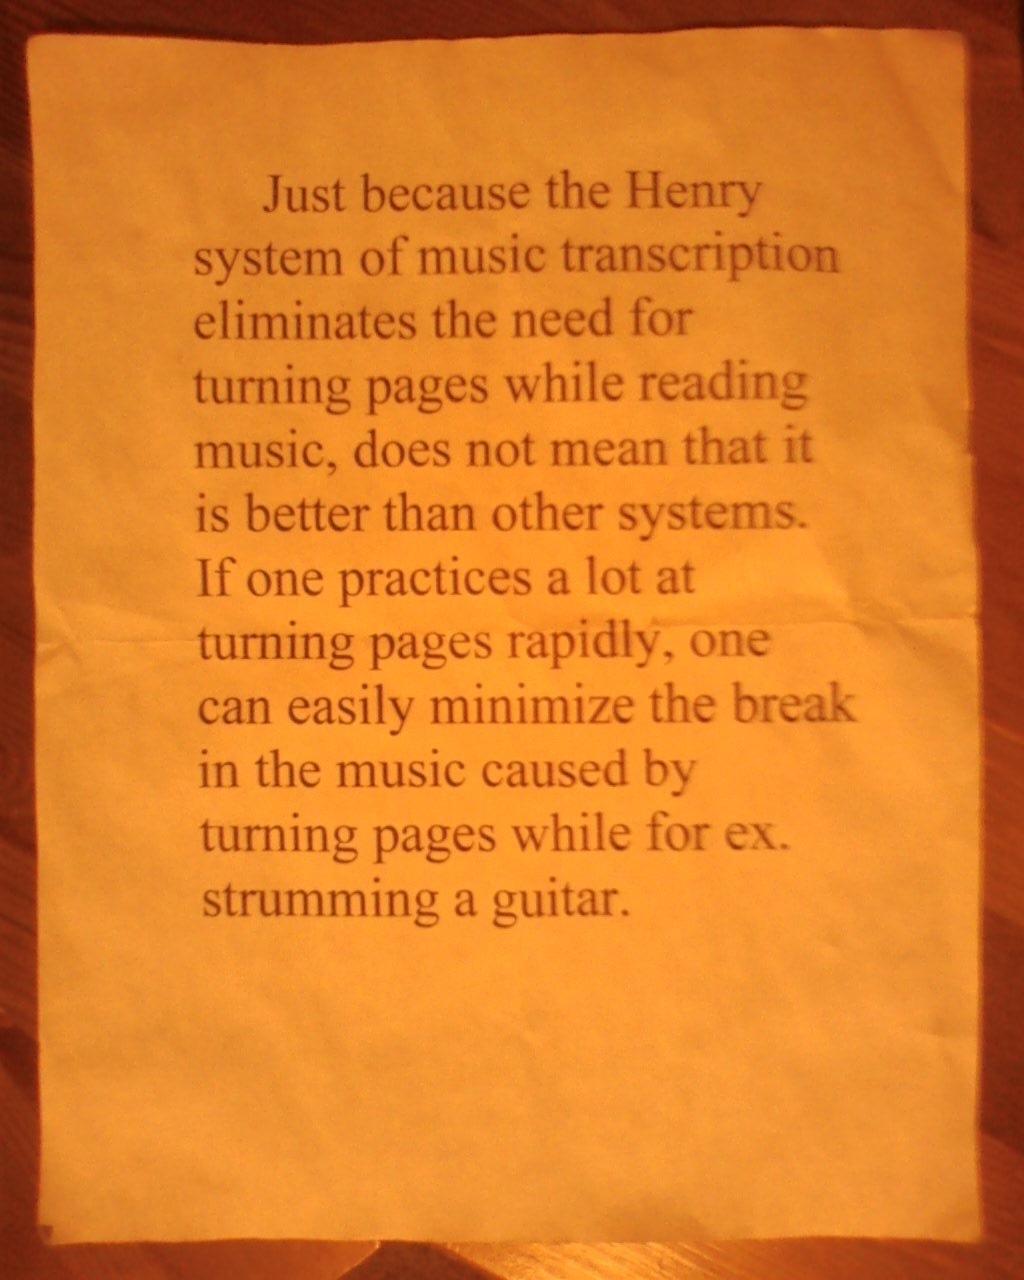 Just because the Henry
system of music transcription
eliminates the need for
turning pages while reading
music, does not mean that it
is better than other systems.
If one practices a lot at
turning pages rapidly, one
can easily minimize the break
in the music caused by
turning pages while for ex.
strumming a guitar.